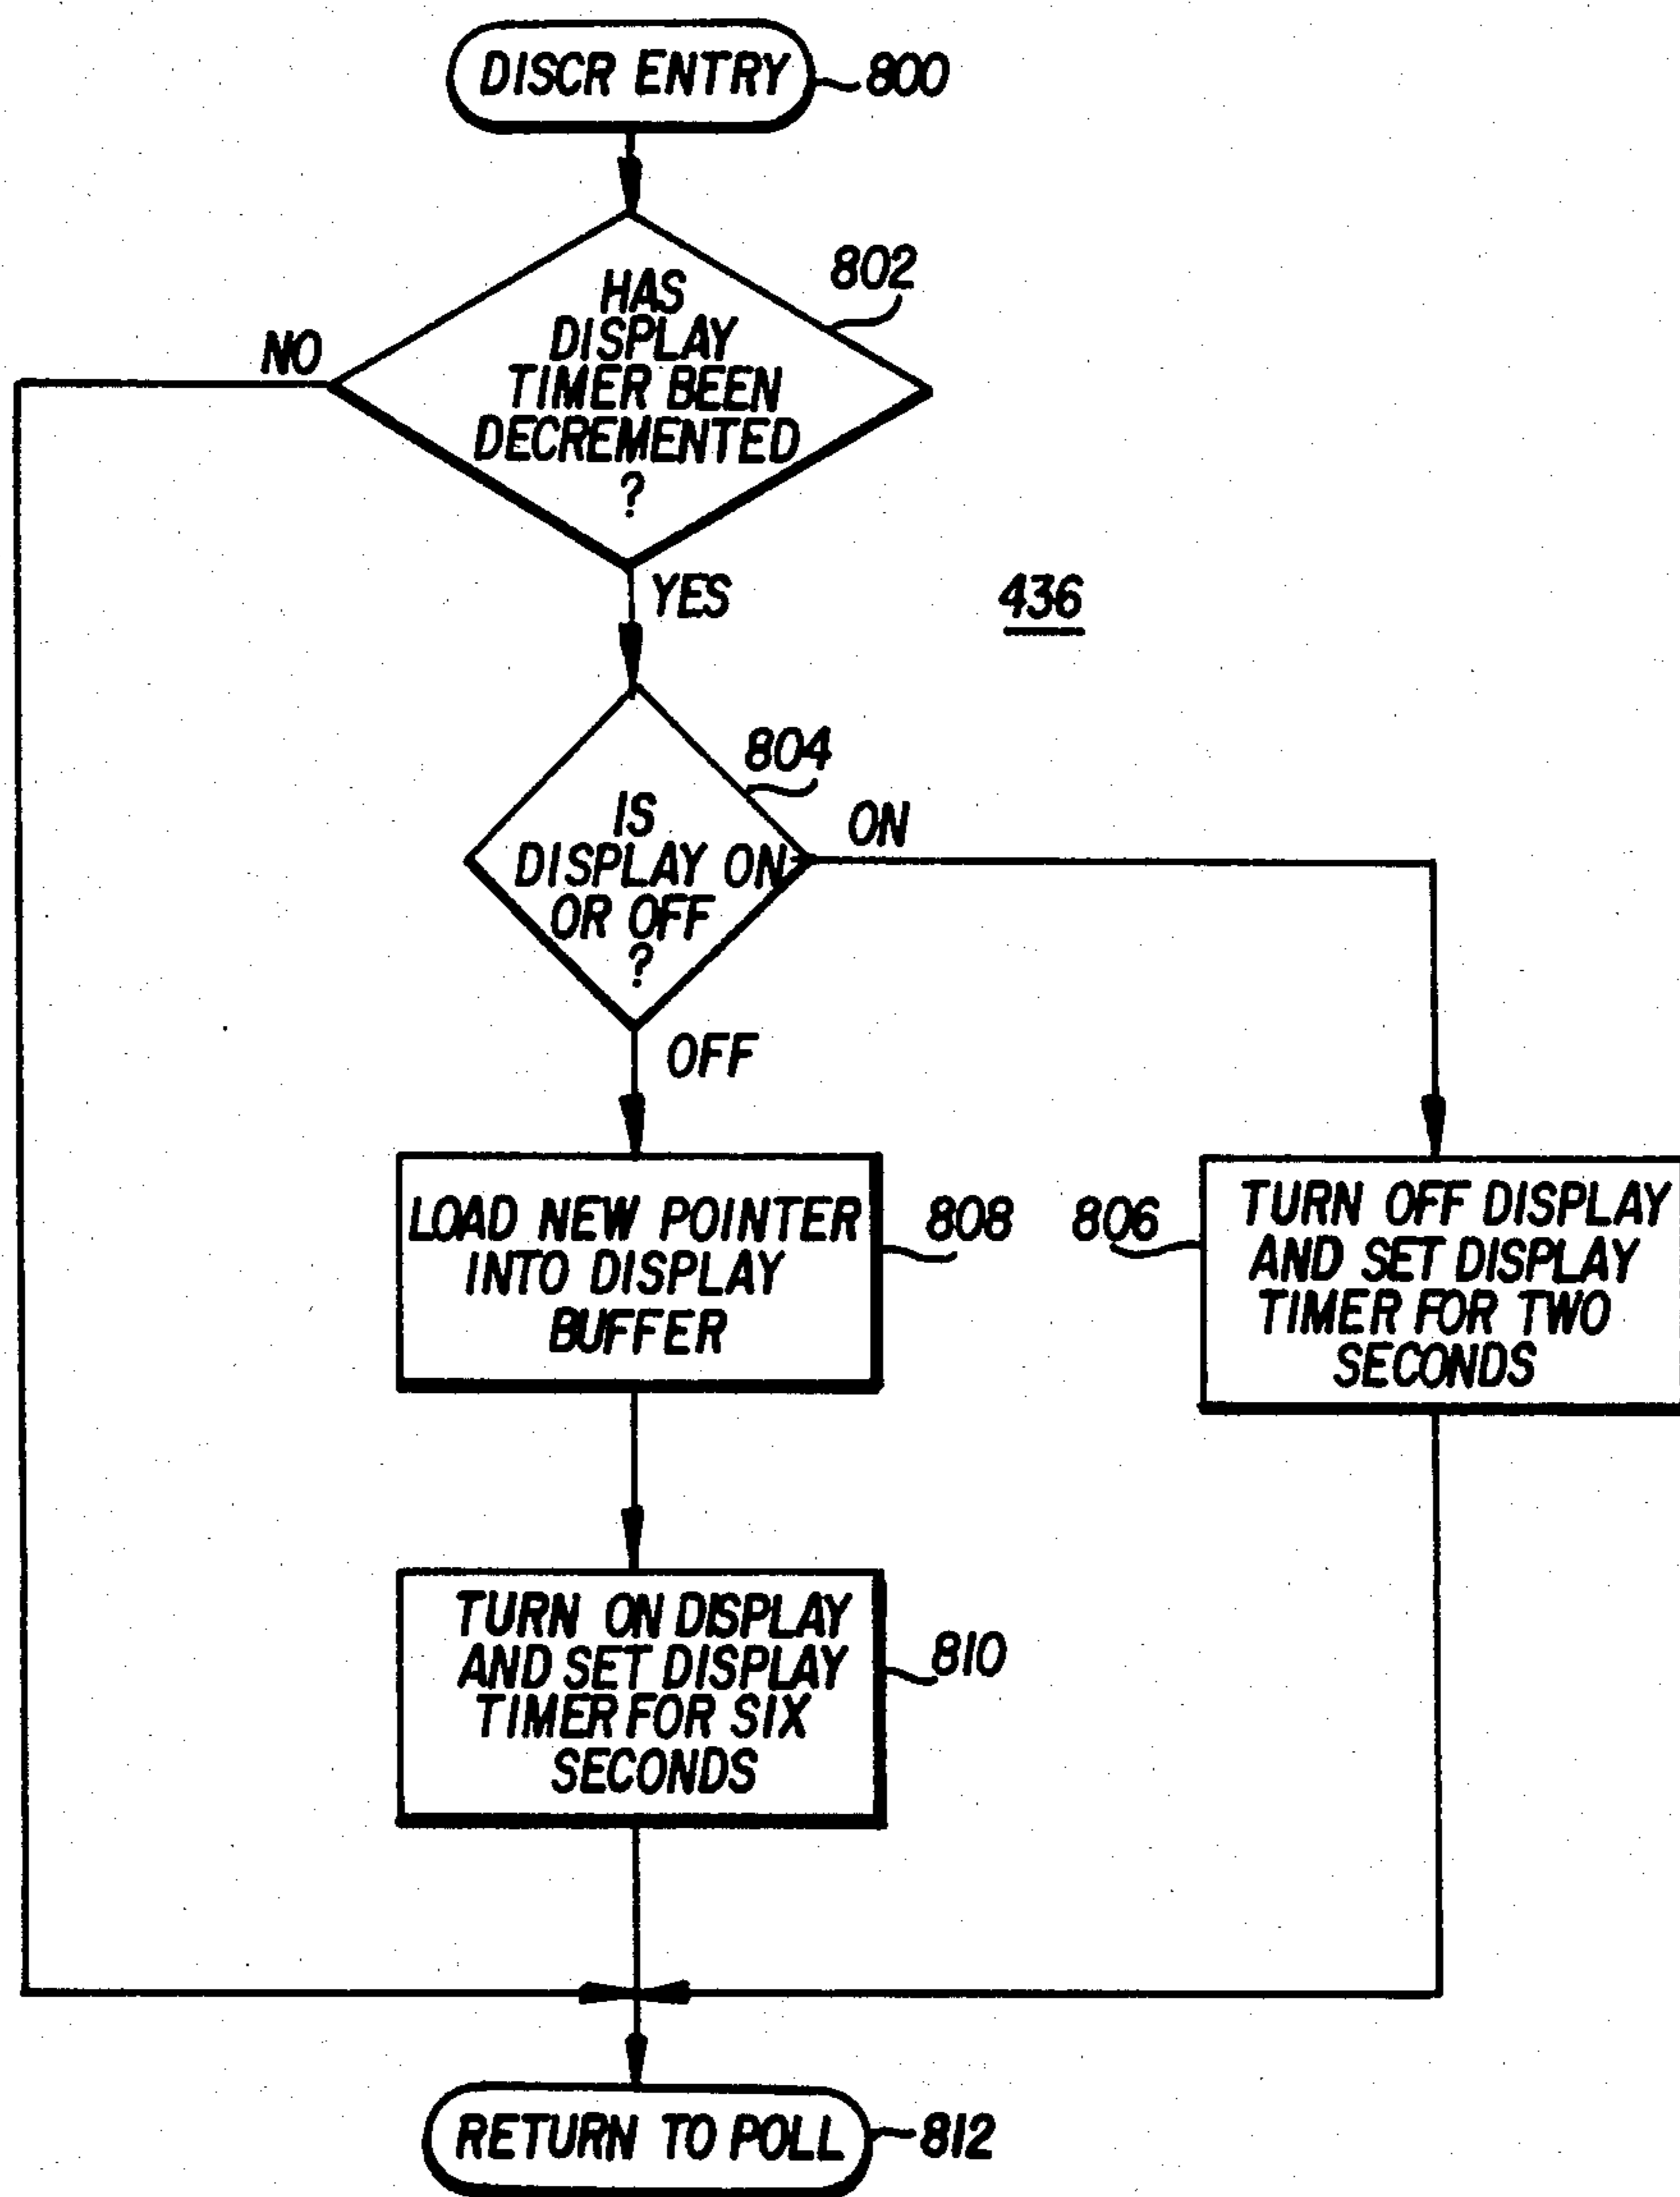 DISCR ENTRY
800
802
HAS
DISPLAY
TIMER BEEN
DECREMENTED
?
NO
YES
436
804
IS
DISPLAY ON
OR OFF
?
ON
OFF
LOAD NEW POINTER
INTO DISPLAY
BUFFER
808
806
TURN OFF DISPLAY
AND SET DISPLAY
TIMER FOR TWO
SECONDS
TURN ON DISPLAY
AND SET DISPLAY
TIMER FOR SIX
SECONDS
810
RETURN TO POLL
812